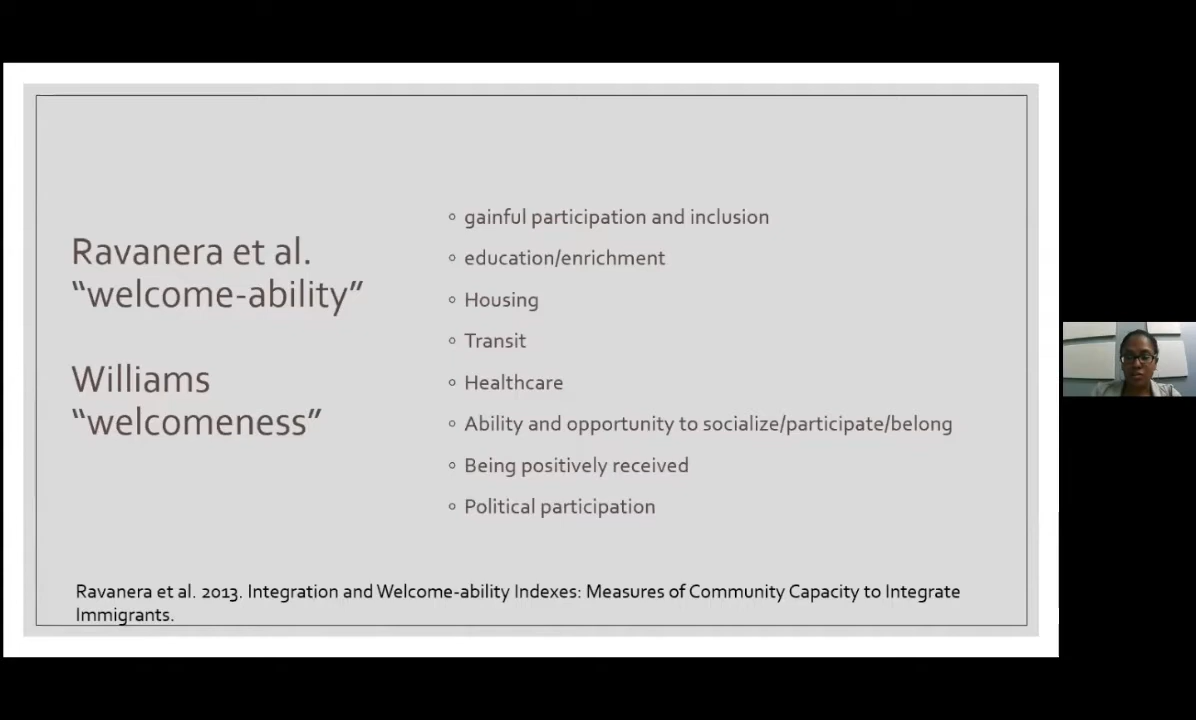 Ravanera et al.
“welcome-ability”
Williams
“welcomeness”
gainful participation and inclusion
education/enrichment
Housing
Transit
Healthcare
Ability and opportunity to socialize/participate/belong
Being positively received
Political participation
Ravanera et al. 2013. Integration and Welcome-ability Indexes: Measures of Community Capacity to Integrate
Immigrants.